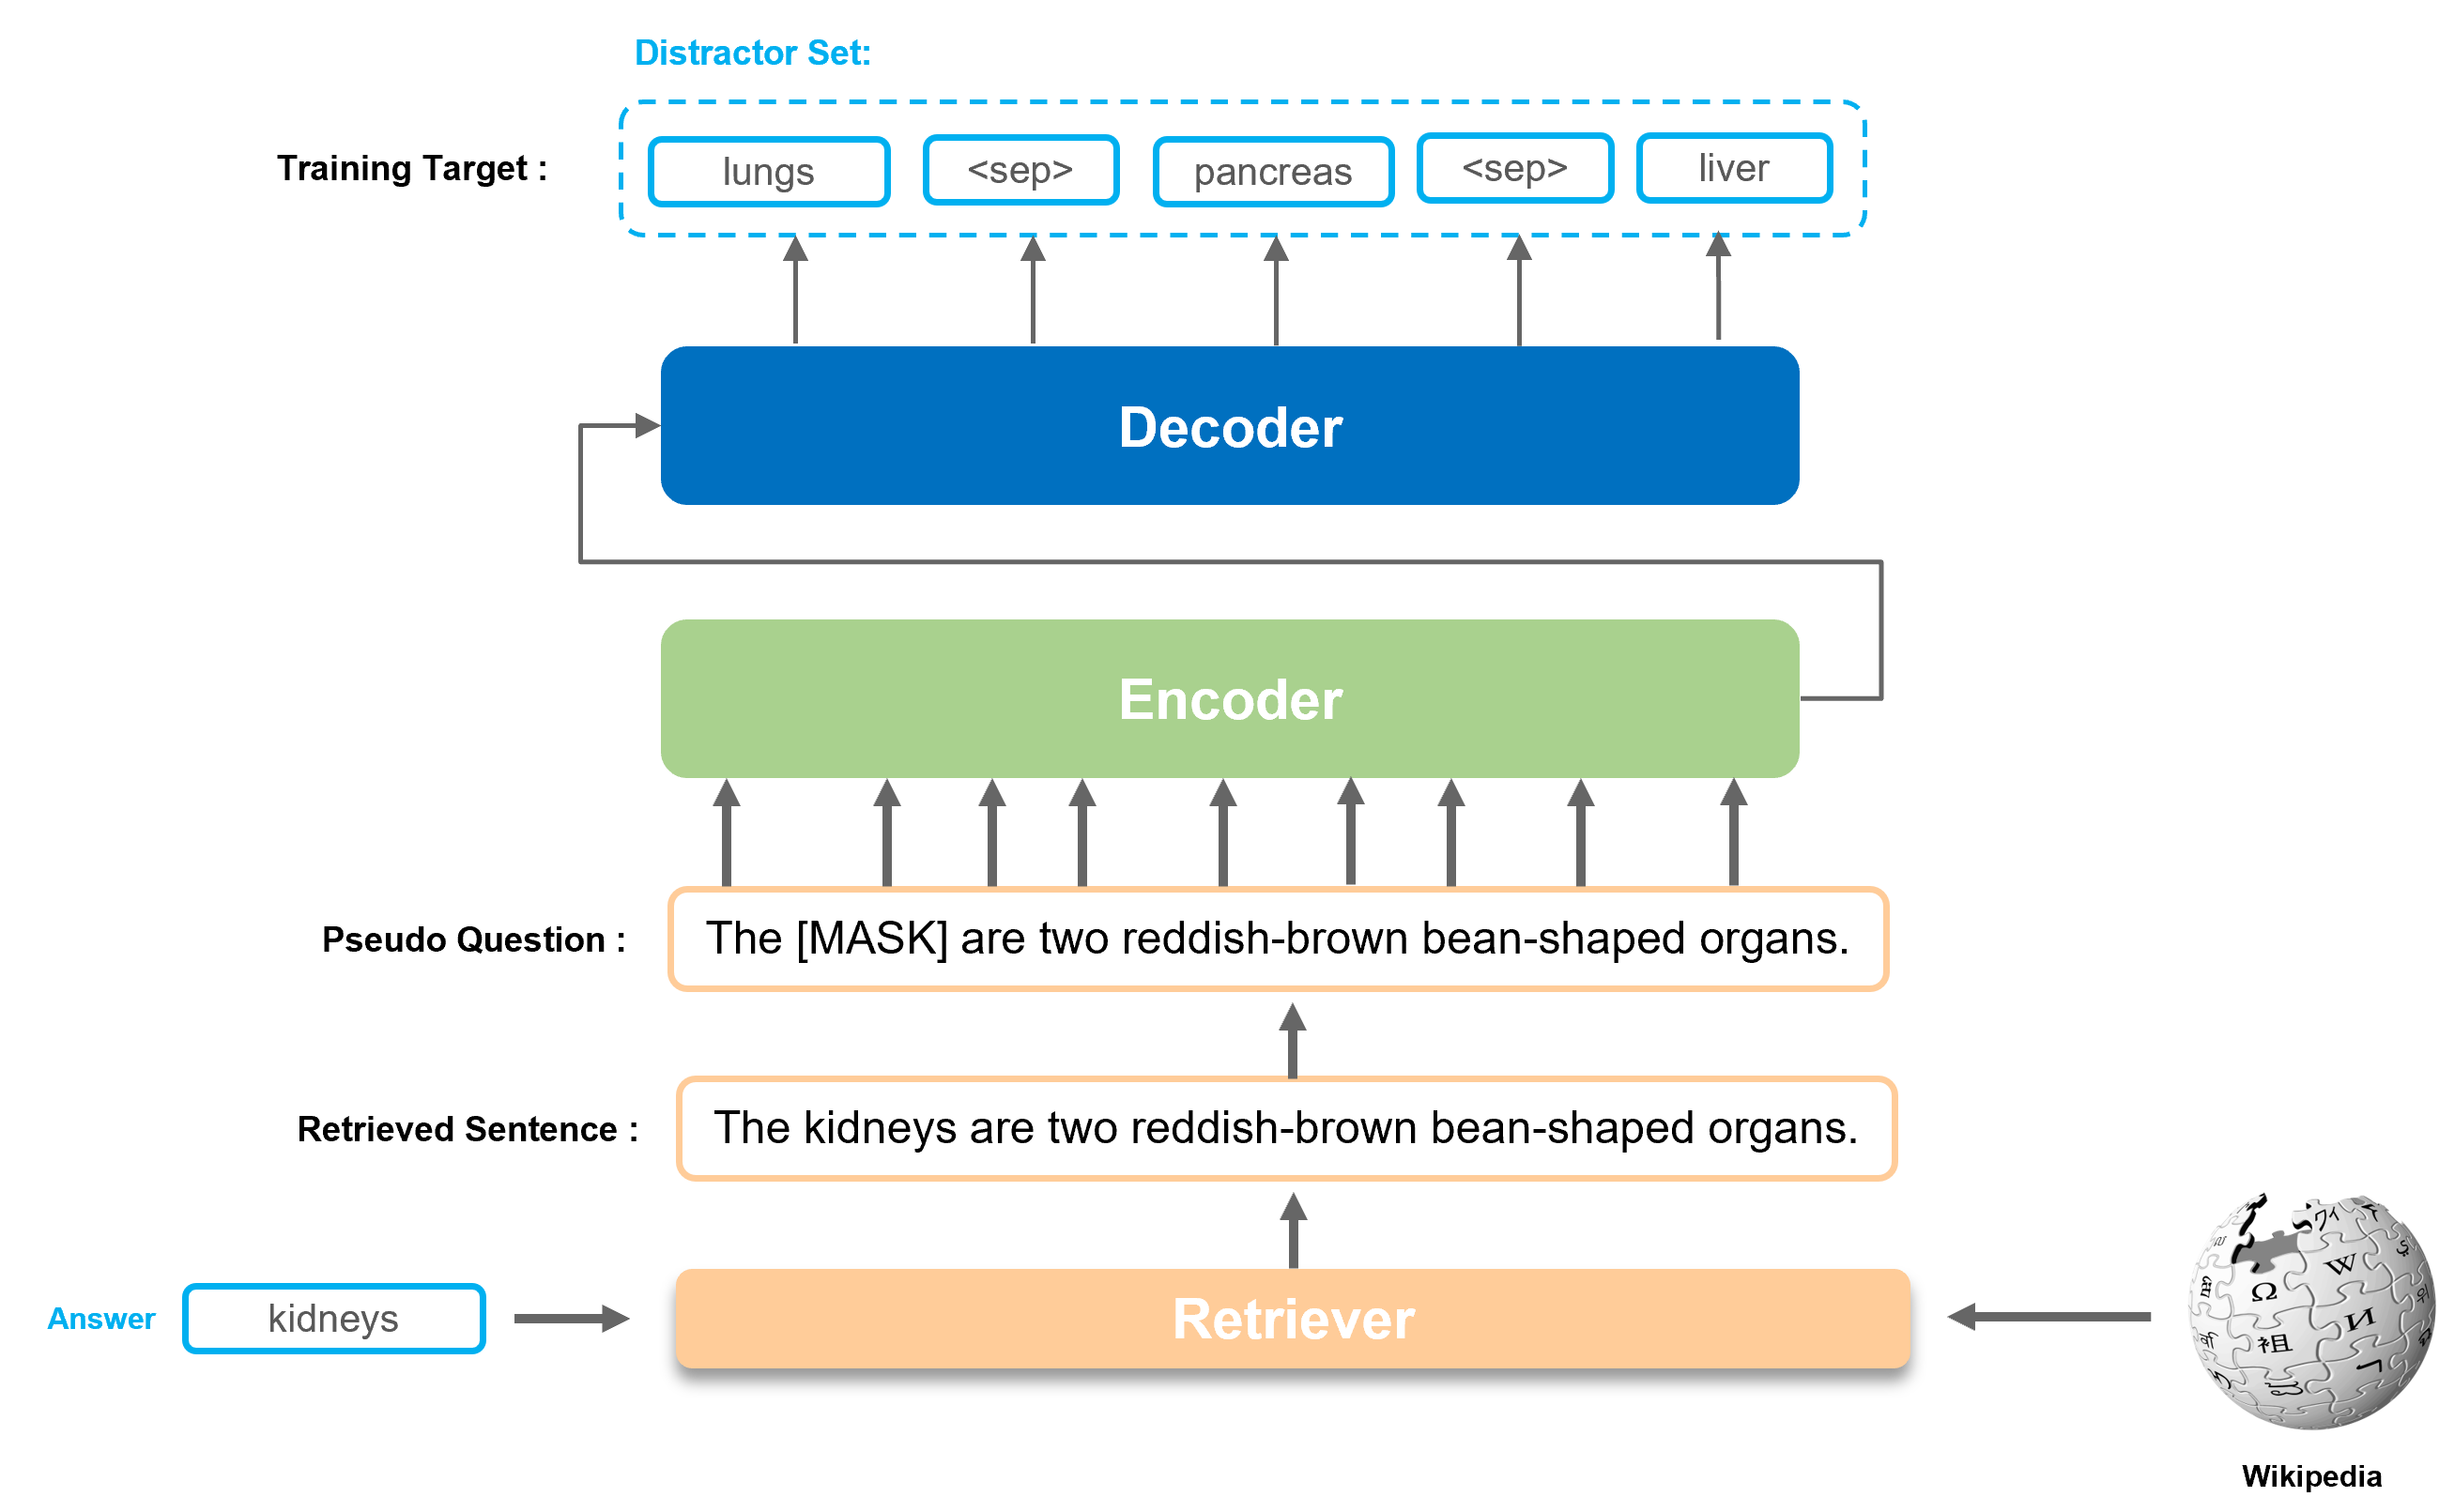 Distractor Set:
Training Target :
lungs
<sep>
pancreas
<sep>
liver
Decoder
Encoder
Pseudo Question :
The [MASK] are two reddish-brown bean-shaped organs.
Retrieved Sentence :
The kidneys are two reddish-brown bean-shaped organs.
Answer
kidneys
Retriever
Ω
W
И
祖
Wikipedia